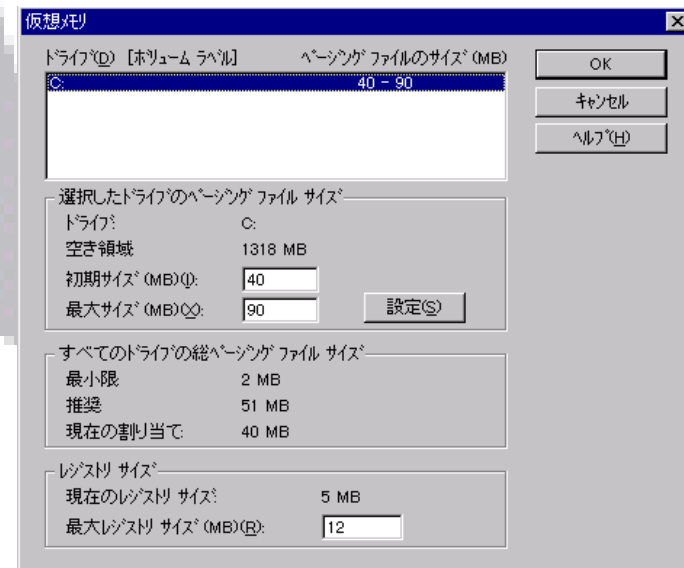 仮想ﾒﾓﾘ
ﾄﾞﾗｲﾌﾞ(D) [ﾎﾞﾘｭｰﾑ ﾗﾍﾞﾙ] ﾍﾟｰｼﾞﾝｸﾞ ﾌｧｲﾙのｻｲｽﾞ(MB)
C: 40 - 90
OK
ｷｬﾝｾﾙ
ﾍﾙﾌﾟ(H)
選択したﾄﾞﾗｲﾌﾞのﾍﾟｰｼﾞﾝｸﾞ ﾌｧｲﾙ ｻｲｽﾞ
ﾄﾞﾗｲﾌﾞ: C:
空き領域: 1318 MB
初期ｻｲｽﾞ(MB)(I): 40
最大ｻｲｽﾞ(MB)(X): 90 設定(S)
すべてのﾄﾞﾗｲﾌﾞの総ﾍﾟｰｼﾞﾝｸﾞ ﾌｧｲﾙ ｻｲｽﾞ
最小限: 2 MB
推奨: 51 MB
現在の割り当て: 40 MB
ﾚｼﾞｽﾄﾘ ｻｲｽﾞ
現在のﾚｼﾞｽﾄﾘ ｻｲｽﾞ: 5 MB
最大ﾚｼﾞｽﾄﾘ ｻｲｽﾞ(MB)(R): 12